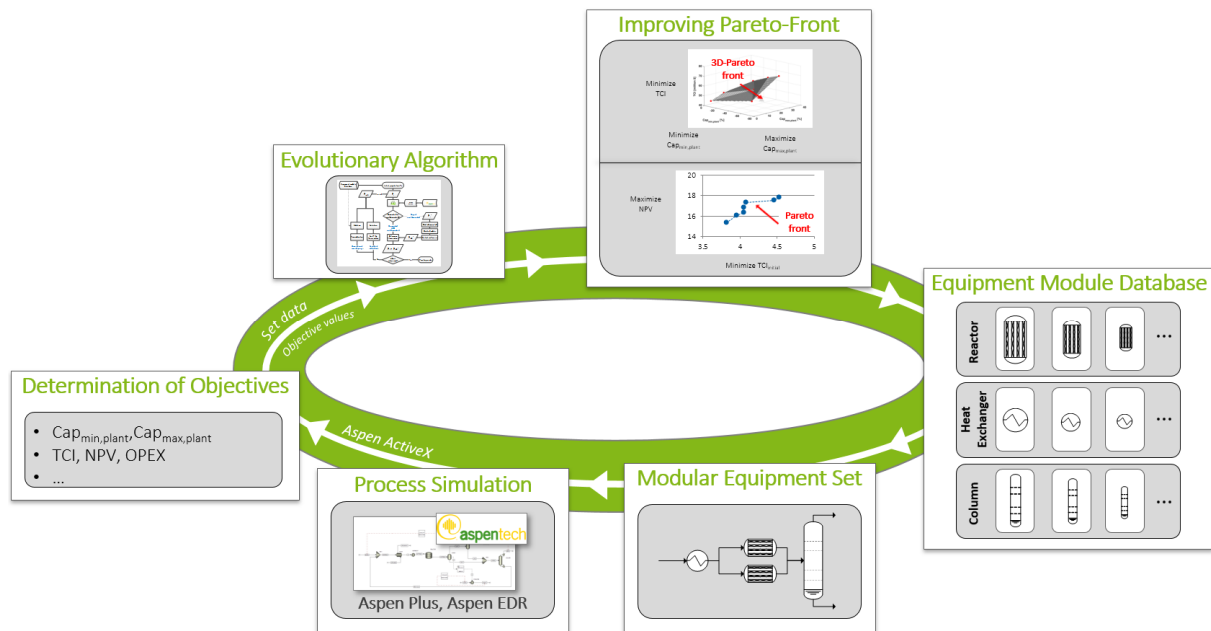 Improving Pareto-Front
Minimize
TCI
3D-Pareto
front
Minimize
Cap_min,plant
Maximize
Cap_max,plant
Maximize
NPV
20
18
16
14
3.5
4
4.5
5
Pareto
front
Minimize TCI_initial
Evolutionary Algorithm
Set data
Objective values
Equipment Module Database
Reactor
...
Heat
Exchanger
...
Column
...
Determination of Objectives
• Cap_min,plant,Cap_max,plant
• TCI, NPV, OPEX
• ...
Aspen ActiveX
Process Simulation
aspentech
Aspen Plus, Aspen EDR
Modular Equipment Set